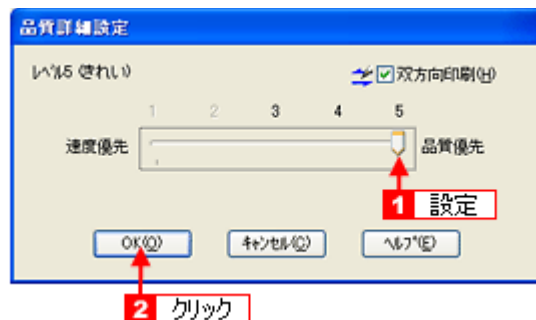 品質詳細設定
レベル5 (きれい)
双方向印刷(H)
1 2 3 4 5
速度優先 品質優先
1 設定
OK(O) キャンセル(C) ヘルプ(E)
2 クリック